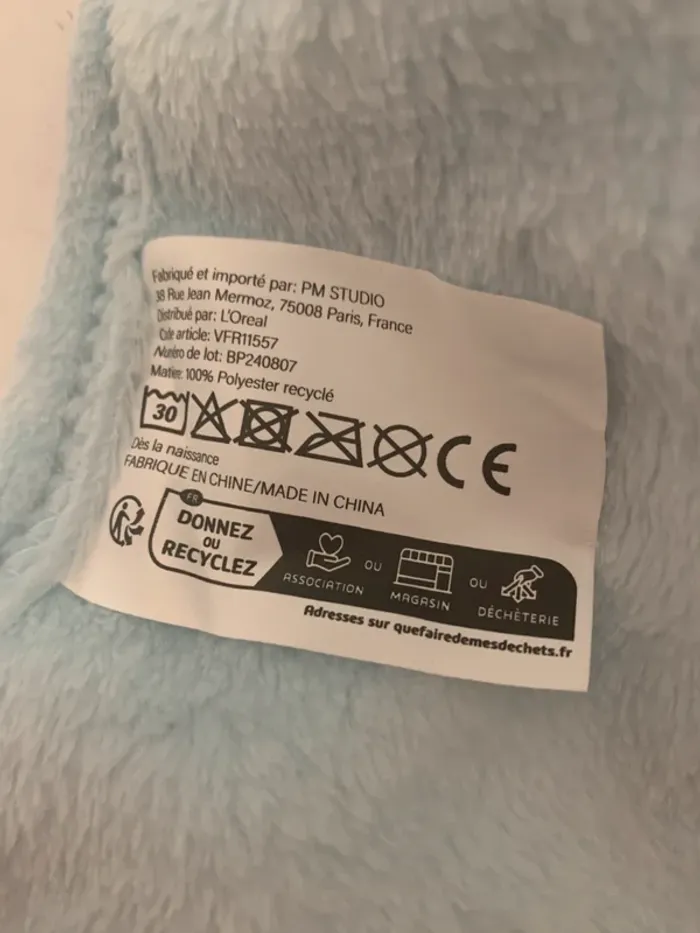 Fabriqué et importé par: PM STUDIO
38 Rue Jean Mermoz, 75008 Paris, France
Distribué par: L'Oreal
Code article: VFR11557
Numéro de lot: BP240807
Matière: 100% Polyester recyclé
30
CE
Dès la naissance
FABRIQUE EN CHINE/MADE IN CHINA
FR
DONNEZ
OU
RECYCLEZ
ASSOCIATION
OU
MAGASIN
OU
DÉCHÈTERIE
Adresses sur quefairedemesdechets.fr